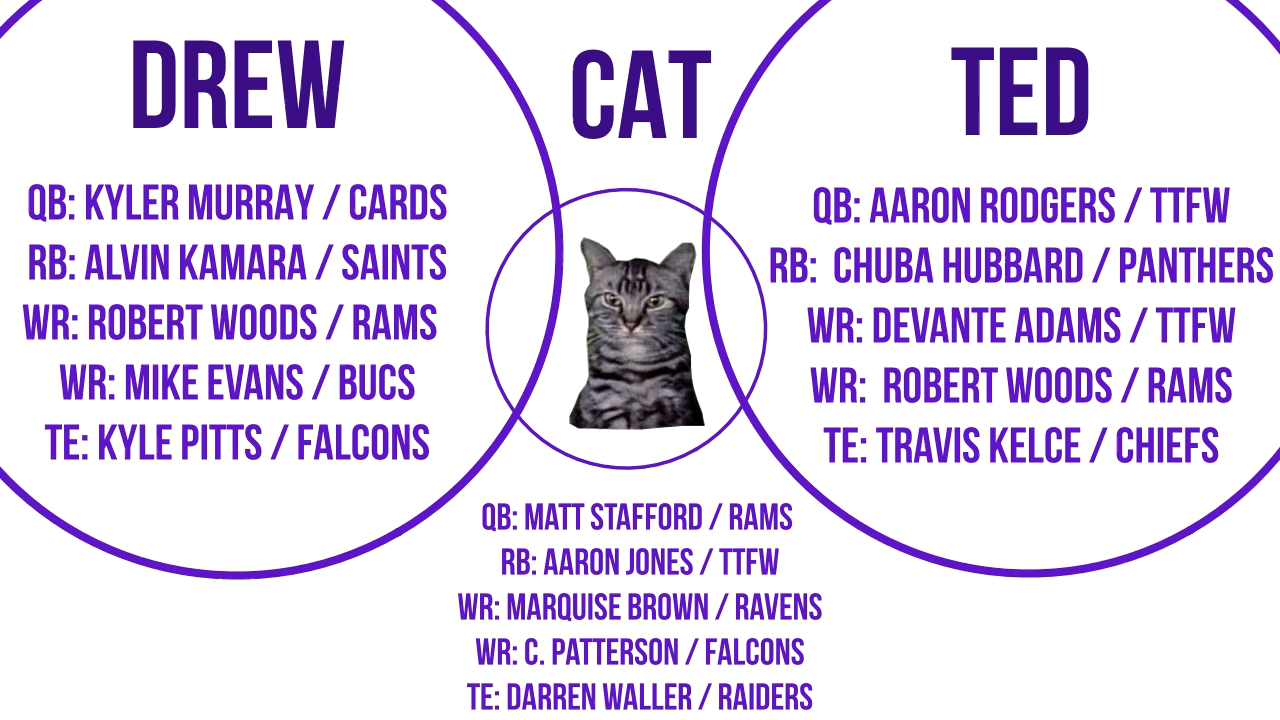 DREW
QB: KYLER MURRAY / CARDS
RB: ALVIN KAMARA / SAINTS
WR: ROBERT WOODS / RAMS
WR: MIKE EVANS / BUCS
TE: KYLE PITTS / FALCONS
CAT
QB: MATT STAFFORD / RAMS
RB: AARON JONES / TTFW
WR: MARQUISE BROWN / RAVENS
WR: C. PATTERSON / FALCONS
TE: DARREN WALLER / RAIDERS
TED
QB: AARON RODGERS / TTFW
RB: CHUBA HUBBARD / PANTHERS
WR: DEVANTE ADAMS / TTFW
WR: ROBERT WOODS / RAMS
TE: TRAVIS KELCE / CHIEFS